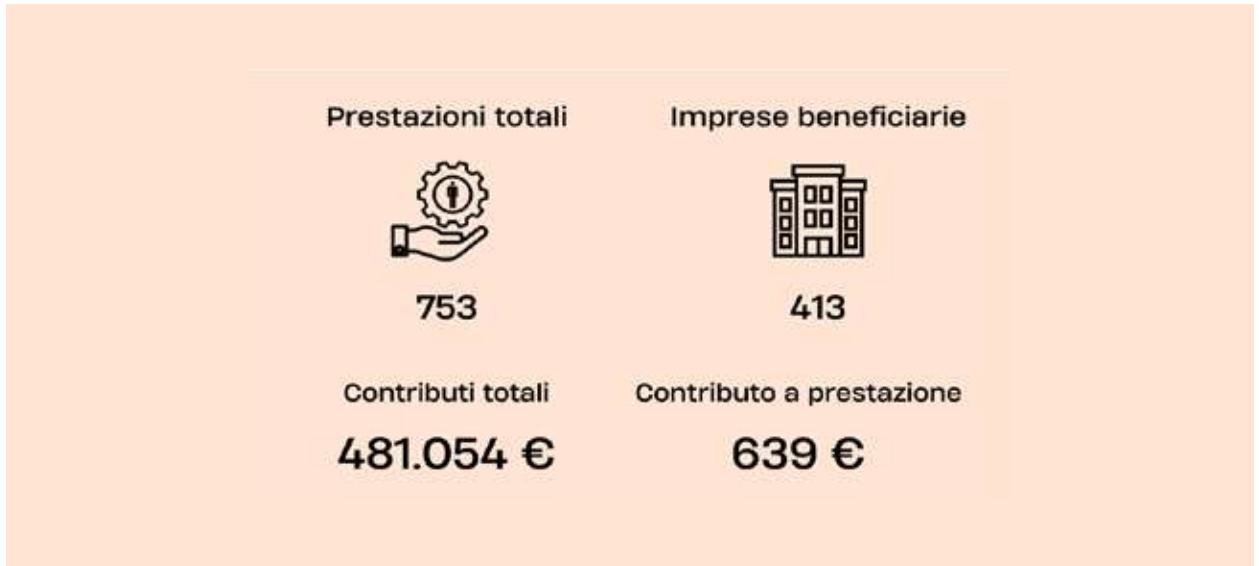 Prestazioni totali
Imprese beneficiarie
753
413
Contributi totali
Contributo a prestazione
481.054 €
639 €